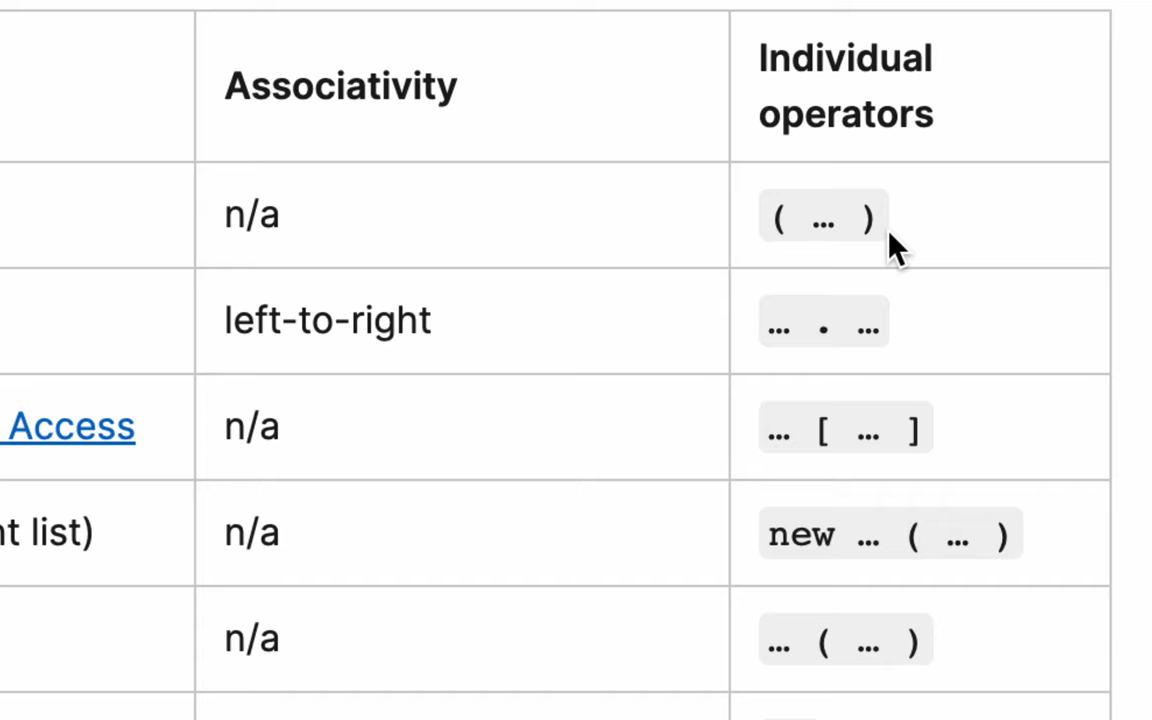 Associativity
Individual
operators
n/a
( … )
left-to-right
… . …
Access
n/a
… [ … ]
nt list)
n/a
new … ( … )
n/a
… ( … )